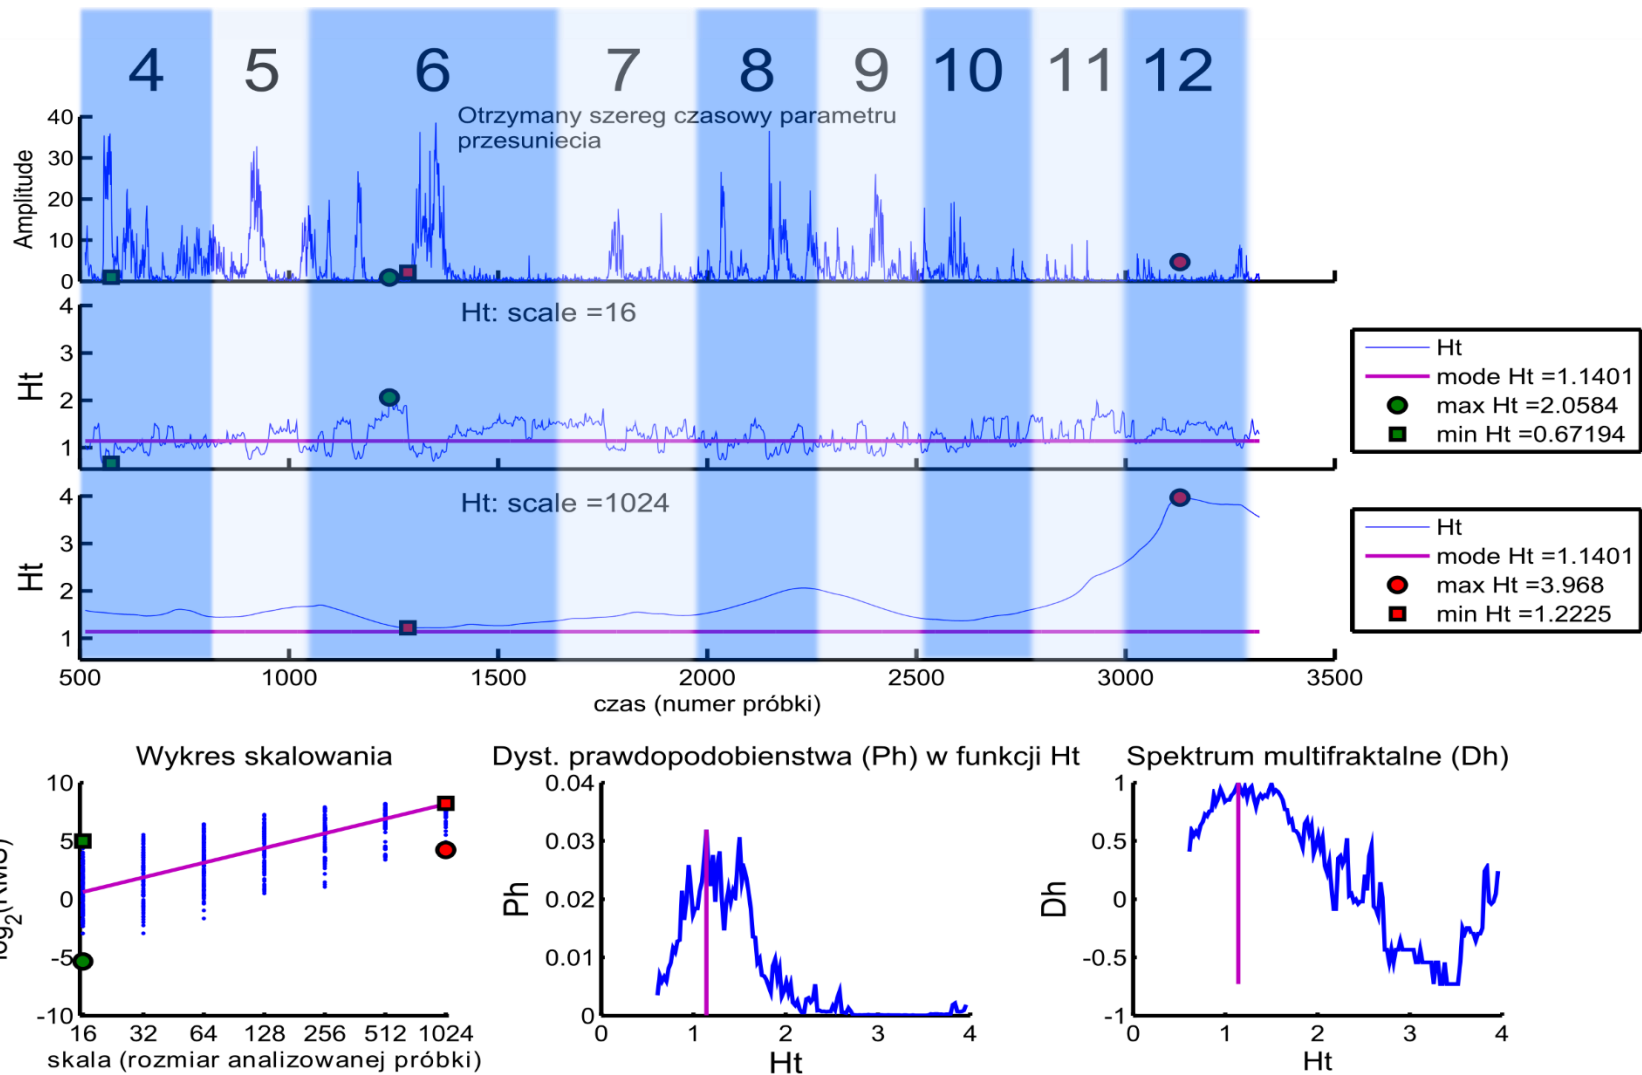 4 5 6 7 8 9 10 11 12
Otrzymany szereg czasowy parametru
przesuniecia
Amplitude
40
30
20
10
0
Ht: scale =16
Ht
4
3
2
1
Ht
mode Ht =1.1401
max Ht =2.0584
min Ht =0.67194
Ht: scale =1024
Ht
4
3
2
1
Ht
mode Ht =1.1401
max Ht =3.968
min Ht =1.2225
500 1000 1500 2000 2500 3000 3500
czas (numer próbki)
Wykres skalowania
10
5
0
-5
-10
16 32 64 128 256 512 1024
skala (rozmiar analizowanej próbki)
Dyst. prawdopodobienstwa (Ph) w funkcji Ht
Ph
0.04
0.03
0.02
0.01
0
0 1 2 3 4
Ht
Spektrum multifraktalne (Dh)
Dh
1
0.5
0
-0.5
-1
0 1 2 3 4
Ht